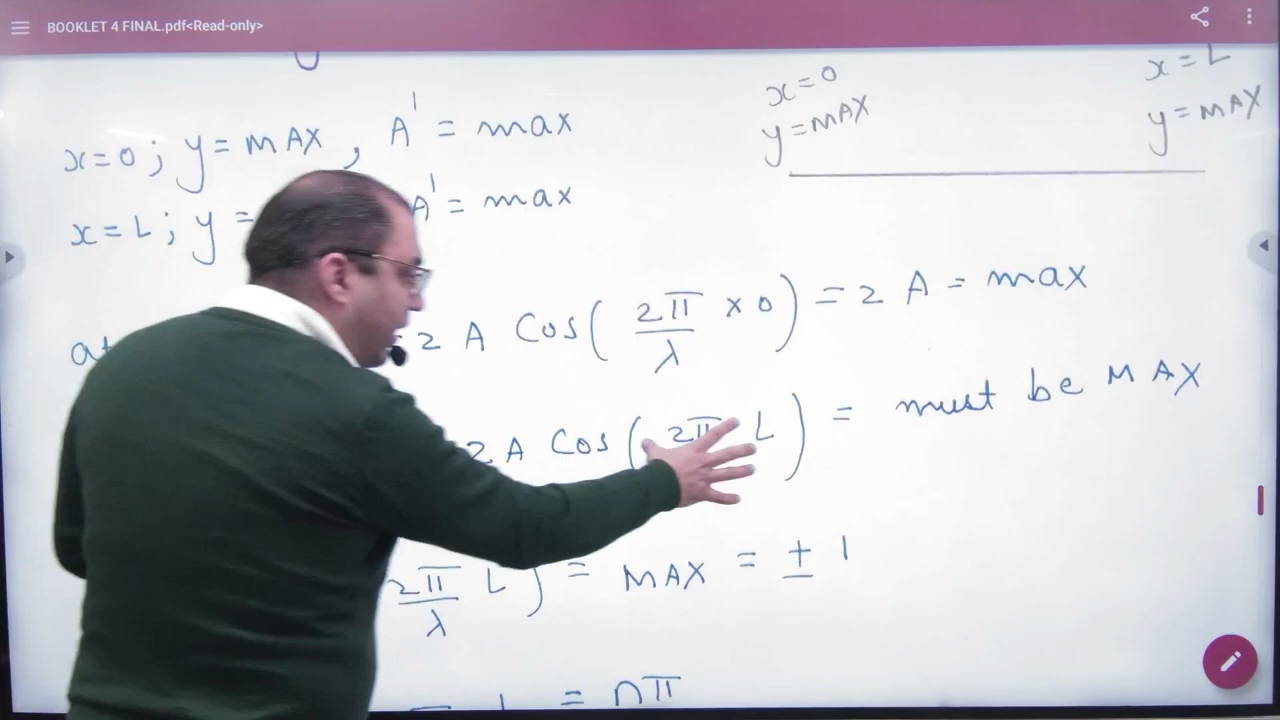 BOOKLET 4 FINAL.pdf<Read-only>
x=0 x=L
y=MAX y=MAX
x=0; y=MAX, A' = max
x=L; y= A' = max
at 2 A Cos(2π/λ × 0) = 2 A = max
2 A Cos(2π L) = must be MAX
2π/λ L) = MAX = ± 1
L = nπ